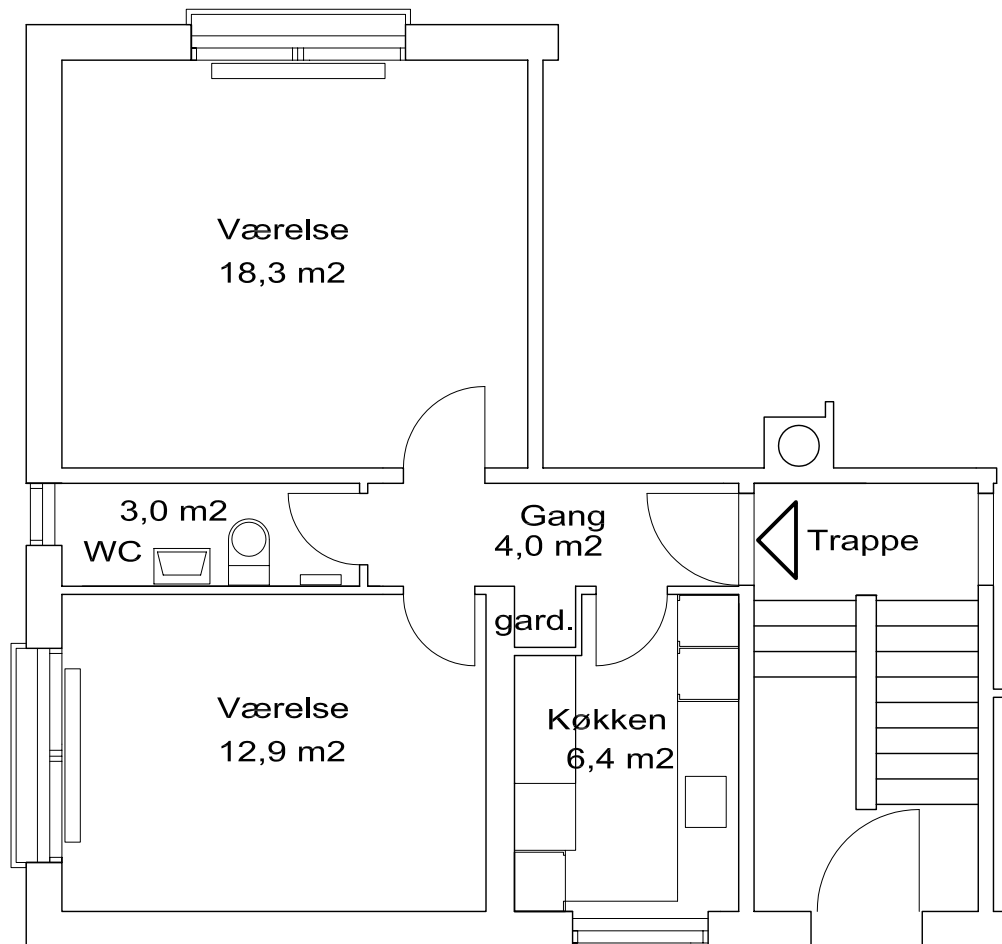 Værelse
18,3 m2
3,0 m2
WC
Gang
4,0 m2
Trappe
gard.
Værelse
12,9 m2
Køkken
6,4 m2